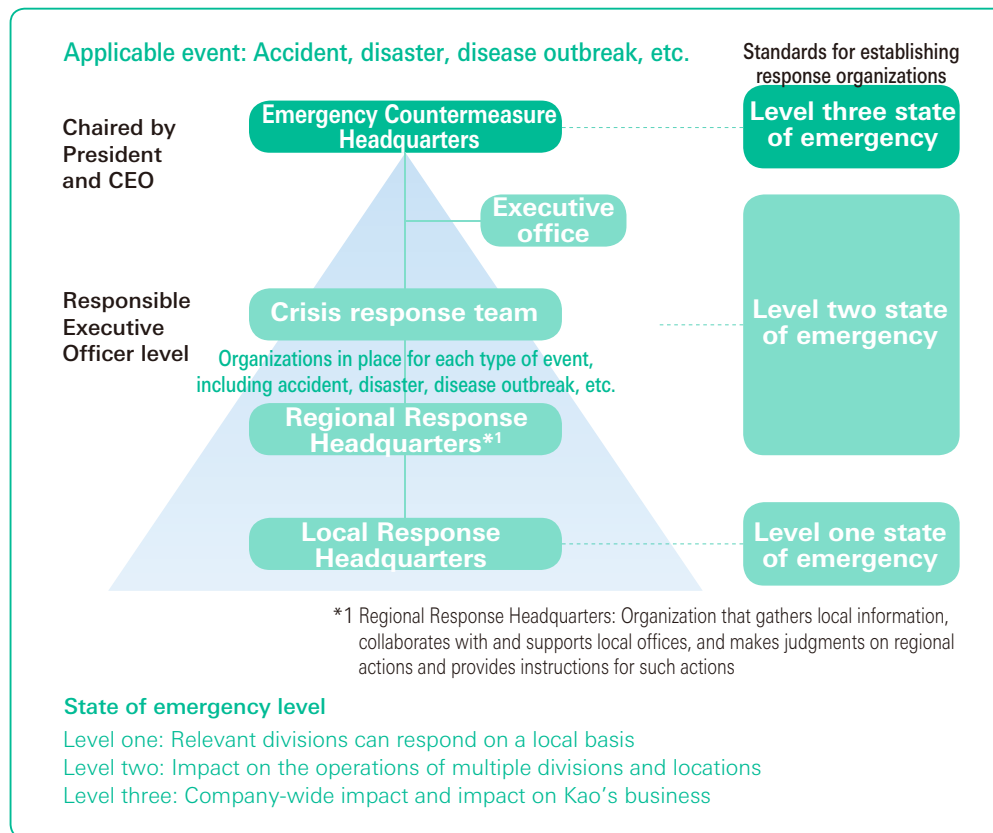 Applicable event: Accident, disaster, disease outbreak, etc.
Standards for establishing
response organizations
Chaired by
President
and CEO
Emergency Countermeasure
Headquarters
Level three state
of emergency
Executive
office
Responsible
Executive
Officer level
Crisis response team
Level two state
of emergency
Organizations in place for each type of event,
including accident, disaster, disease outbreak, etc.
Regional Response
Headquarters*1
Local Response
Headquarters
Level one state
of emergency
*1 Regional Response Headquarters: Organization that gathers local information,
collaborates with and supports local offices, and makes judgments on regional
actions and provides instructions for such actions
State of emergency level
Level one: Relevant divisions can respond on a local basis
Level two: Impact on the operations of multiple divisions and locations
Level three: Company-wide impact and impact on Kao's business